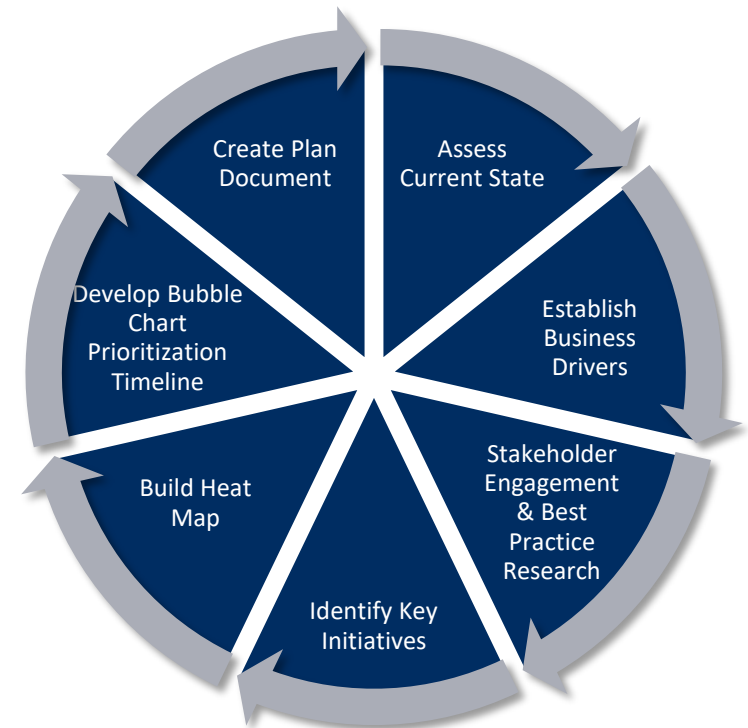 Assess
Current State
Establish
Business
Drivers
Stakeholder
Engagement
& Best
Practice
Research
Identify Key
Initiatives
Build Heat
Map
Develop Bubble
Chart
Prioritization
Timeline
Create Plan
Document